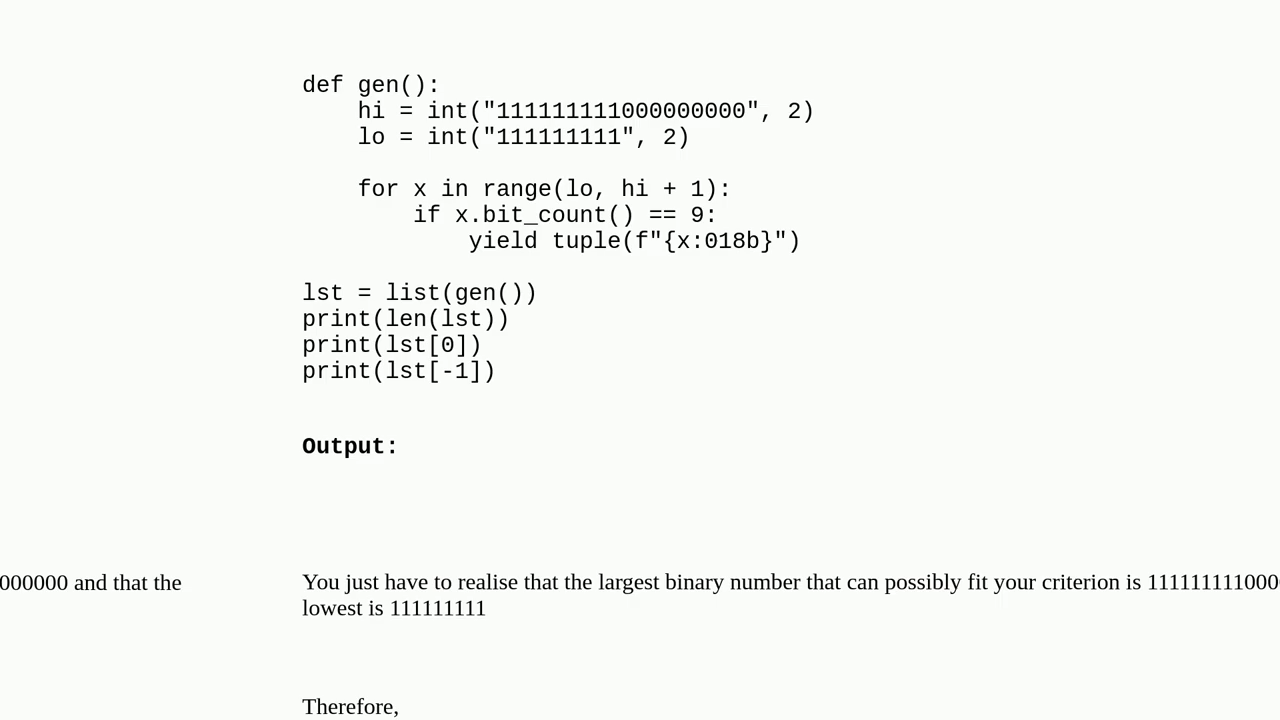 def gen():
    hi = int("111111111000000000", 2)
    lo = int("111111111", 2)
    for x in range(lo, hi + 1):
        if x.bit_count() == 9:
            yield tuple(f"{x:018b}")
lst = list(gen())
print(len(lst))
print(lst[0])
print(lst[-1])
Output:
000000 and that the
You just have to realise that the largest binary number that can possibly fit your criterion is 111111111000
lowest is 111111111
Therefore,